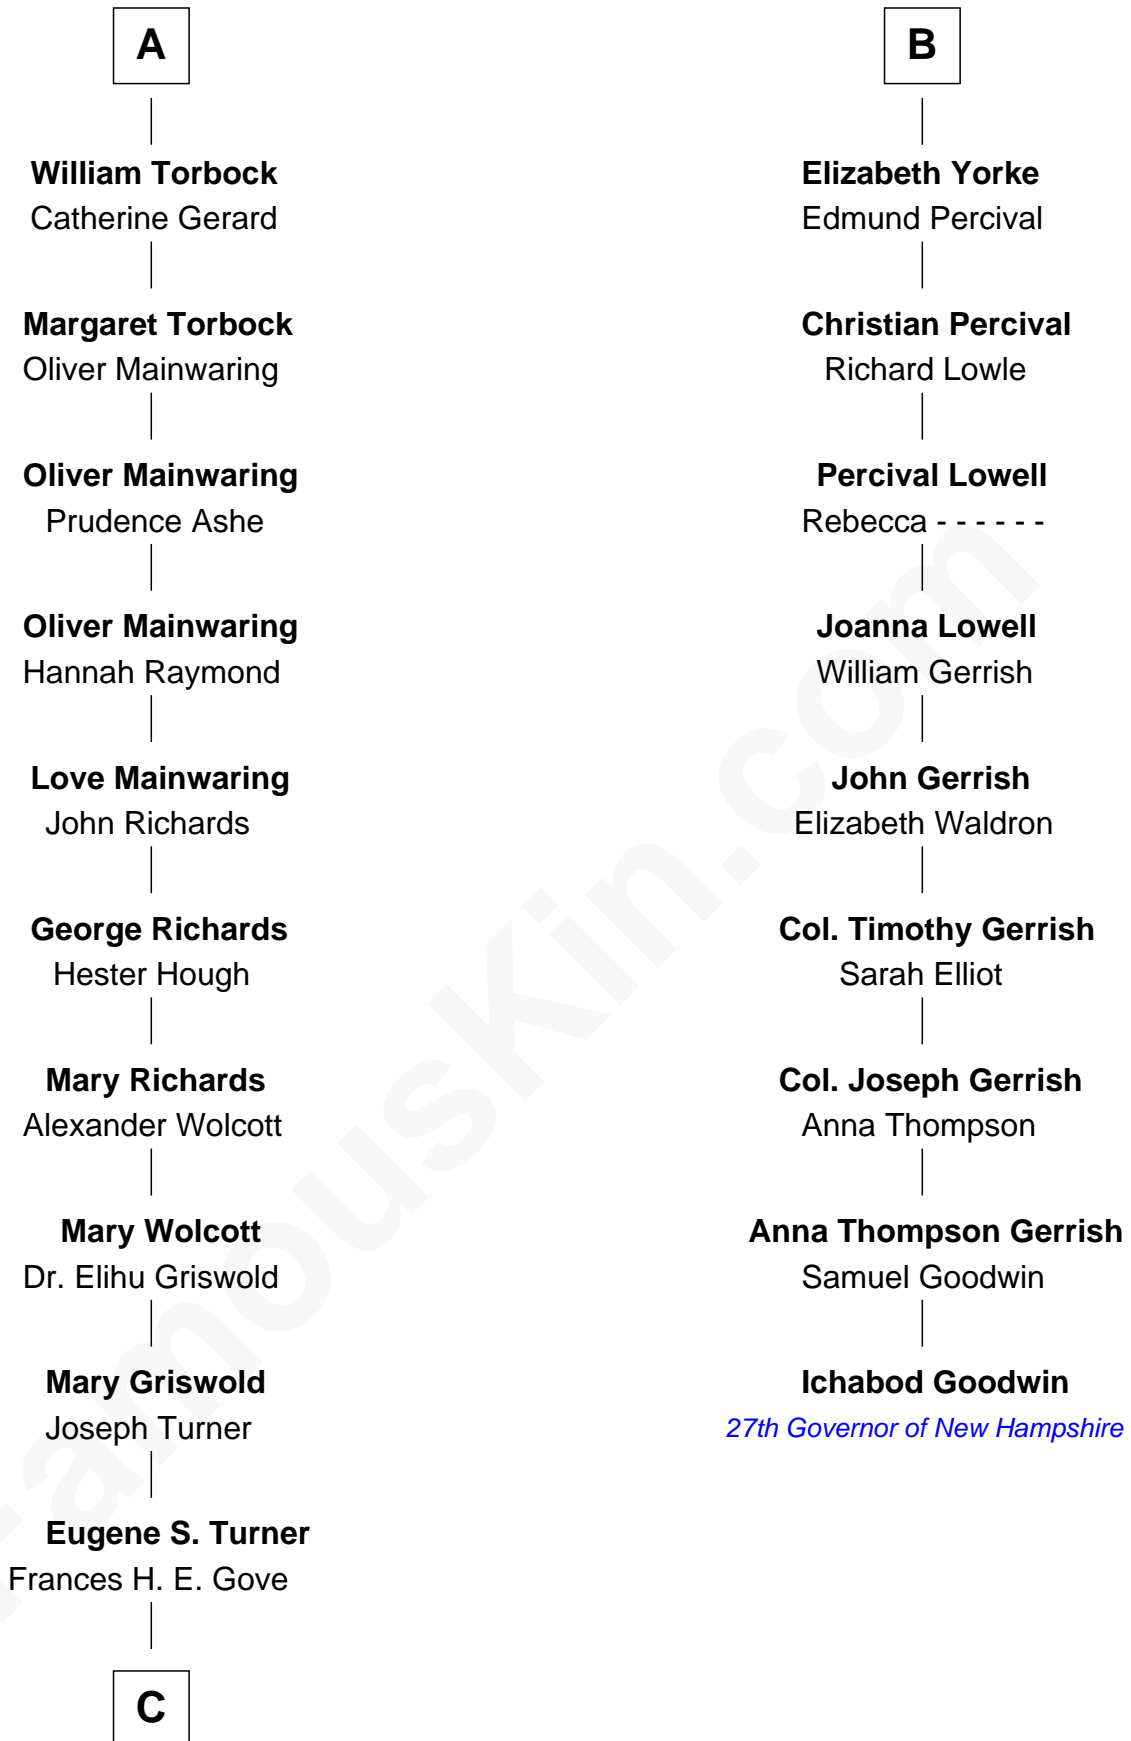 A
William Torbock
Catherine Gerard
Margaret Torbock
Oliver Mainwaring
Oliver Mainwaring
Prudence Ashe
Oliver Mainwaring
Hannah Raymond
Love Mainwaring
John Richards
George Richards
Hester Hough
Mary Richards
Alexander Wolcott
Mary Wolcott
Dr. Elihu Griswold
Mary Griswold
Joseph Turner
Eugene S. Turner
Frances H. E. Gove
C
B
Elizabeth Yorke
Edmund Percival
Christian Percival
Richard Lowle
Percival Lowell
Rebecca - - - - - -
Joanna Lowell
William Gerrish
John Gerrish
Elizabeth Waldron
Col. Timothy Gerrish
Sarah Elliot
Col. Joseph Gerrish
Anna Thompson
Anna Thompson Gerrish
Samuel Goodwin
Ichabod Goodwin
27th Governor of New Hampshire
FamousKin.com